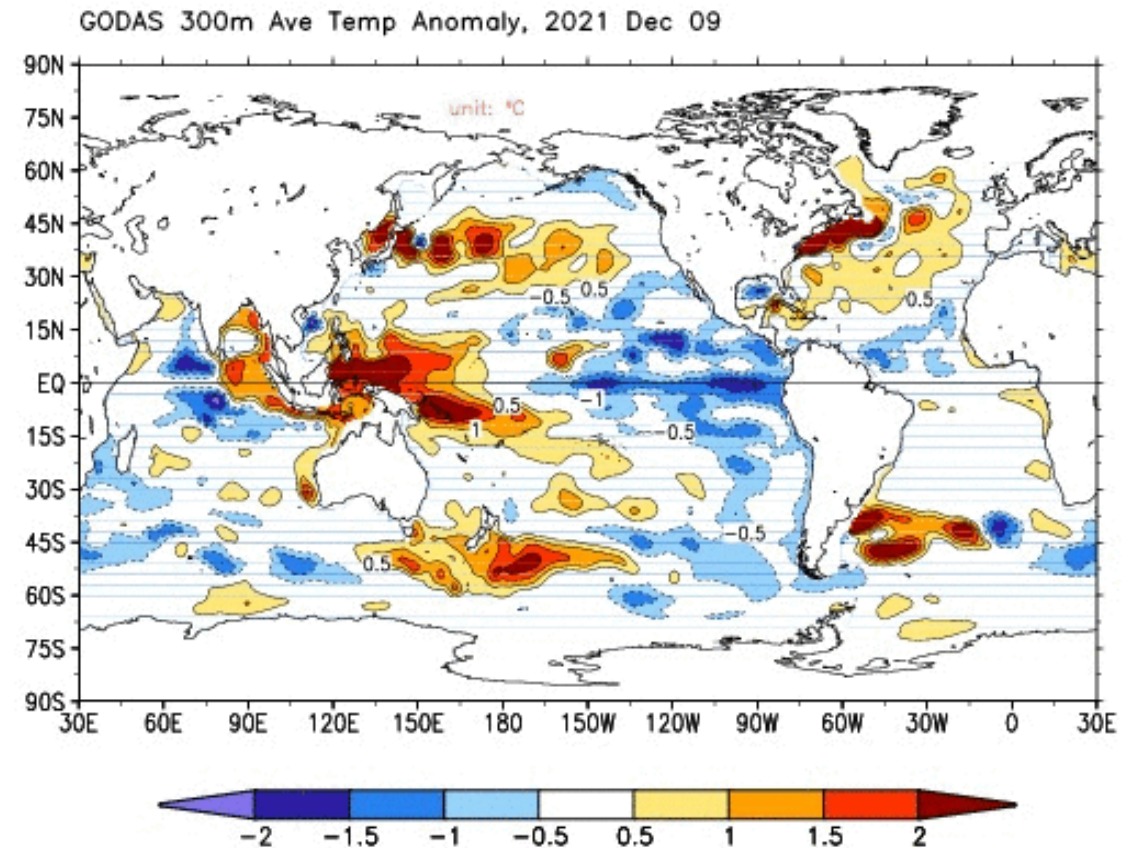 GODAS 300m Ave Temp Anomaly, 2021 Dec 09
90N
75N
unit: °C
60N
45N
30N
-0.5 0.5
0.5
15N
EQ
-1
0.5
1
-0.5
15S
30S
-0.5
45S
0.5
60S
75S
90S
30E 60E 90E 120E 150E 180 150W 120W 90W 60W 30W 0 30E
-2 -1.5 -1 -0.5 0.5 1 1.5 2